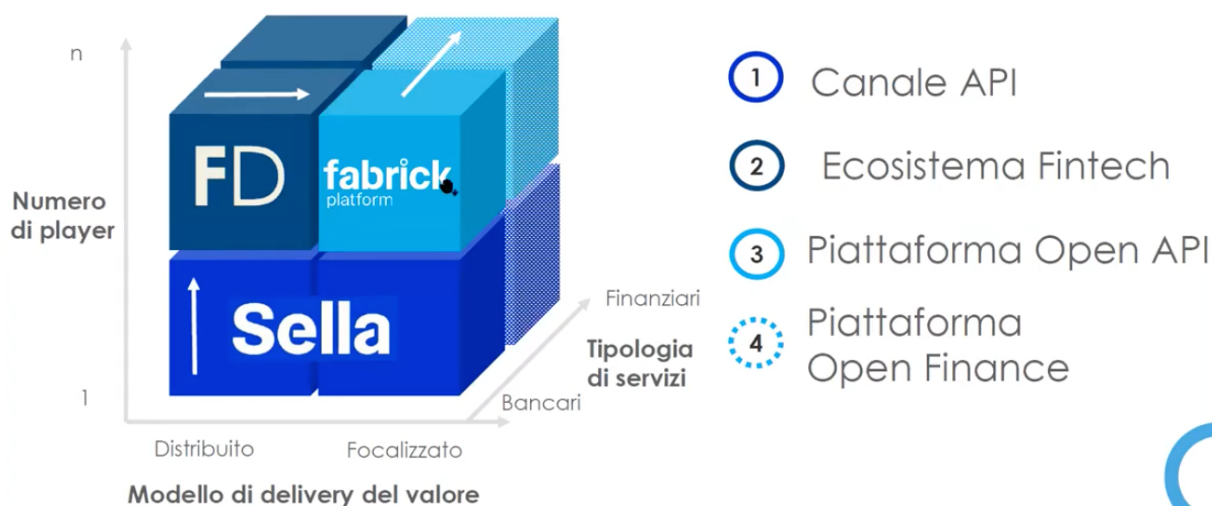 n
Numero
di player
1
FD
fabrick
platform
Sella
Finanziari
Tipologia
di servizi
Bancari
Distribuito
Focalizzato
Modello di delivery del valore
1
Canale API
2
Ecosistema Fintech
3
Piattaforma Open API
4
Piattaforma
Open Finance